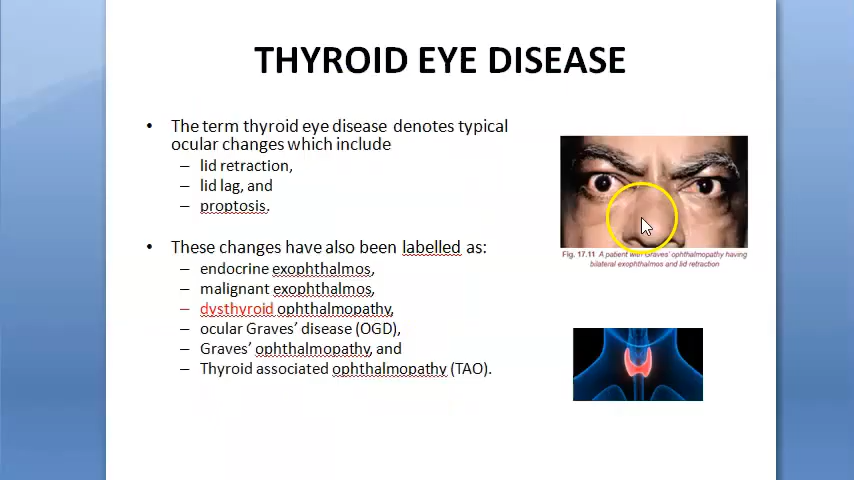 THYROID EYE DISEASE
• The term thyroid eye disease denotes typical
ocular changes which include
– lid retraction,
– lid lag, and
– proptosis.
• These changes have also been labelled as:
– endocrine exophthalmos,
– malignant exophthalmos,
– dysthyroid ophthalmopathy,
– ocular Graves’ disease (OGD),
– Graves’ ophthalmopathy, and
– Thyroid associated ophthalmopathy (TAO).
Fig. 17.11 A patient with Graves' ophthalmopathy having
bilateral exophthalmos and lid retraction